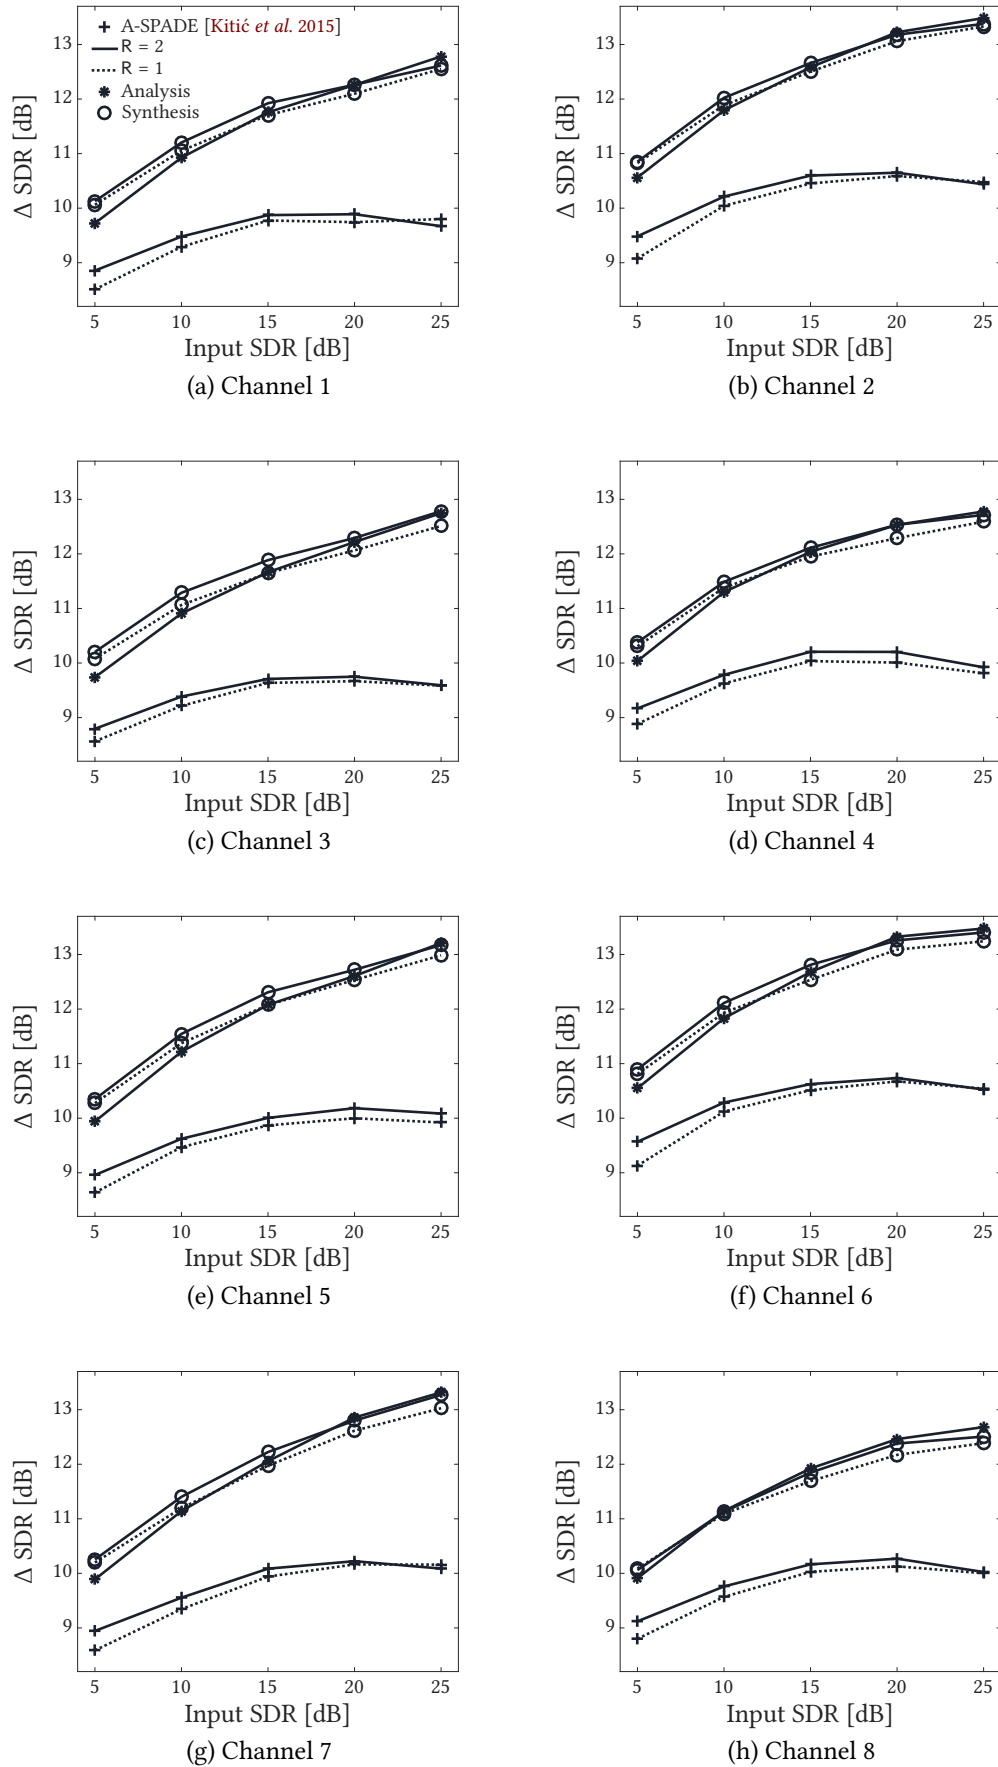 A-SPADE [Kitić et al. 2015]
R = 2
R = 1
Analysis
Synthesis
13
12
11
10
9
Δ SDR [dB]
5 10 15 20 25
Input SDR [dB]
(a) Channel 1
13
12
11
10
9
Δ SDR [dB]
5 10 15 20 25
Input SDR [dB]
(b) Channel 2
13
12
11
10
9
Δ SDR [dB]
5 10 15 20 25
Input SDR [dB]
(c) Channel 3
13
12
11
10
9
Δ SDR [dB]
5 10 15 20 25
Input SDR [dB]
(d) Channel 4
13
12
11
10
9
Δ SDR [dB]
5 10 15 20 25
Input SDR [dB]
(e) Channel 5
13
12
11
10
9
Δ SDR [dB]
5 10 15 20 25
Input SDR [dB]
(f) Channel 6
13
12
11
10
9
Δ SDR [dB]
5 10 15 20 25
Input SDR [dB]
(g) Channel 7
13
12
11
10
9
Δ SDR [dB]
5 10 15 20 25
Input SDR [dB]
(h) Channel 8